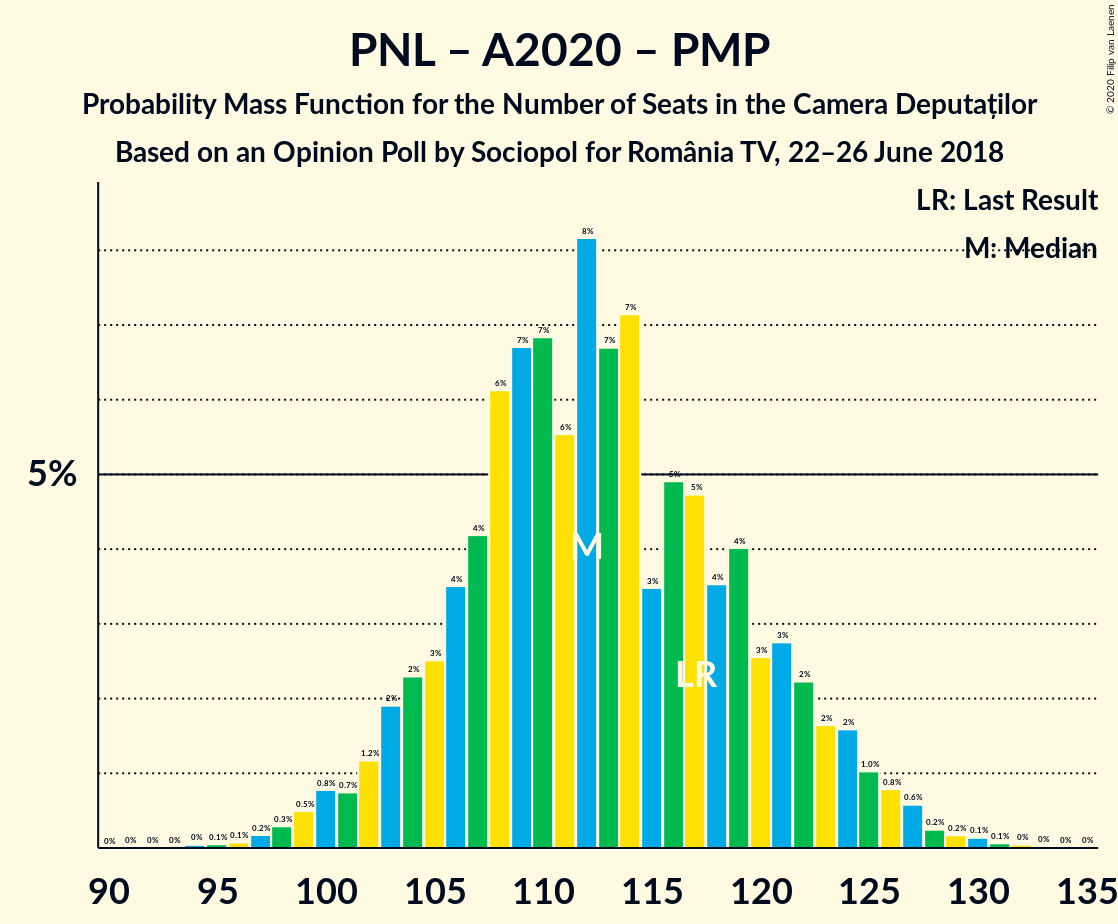 PNL – A2020 – PMP
Probability Mass Function for the Number of Seats in the Camera Deputaților
Based on an Opinion Poll by Sociopol for România TV, 22–26 June 2018
© 2020 Filip van Laenen
LR: Last Result
M: Median
5%
0% 0% 0% 0% 0% 0.1% 0.1% 0.2% 0.3% 0.5% 0.8% 0.7% 1.2% 2% 2% 3% 4% 4% 6% 7% 7% 6% 8% 7% 7% 3% 5% 5% 4% 4% 3% 3% 2% 2% 2% 1.0% 0.8% 0.6% 0.2% 0.2% 0.1% 0.1% 0% 0% 0% 0%
M
LR
90 95 100 105 110 115 120 125 130 135